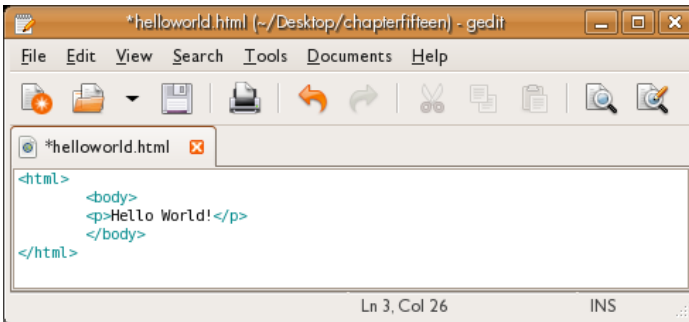 *helloworld.html (~/Desktop/chapterfifteen) - gedit
File Edit View Search Tools Documents Help
*helloworld.html
<html>
<body>
<p>Hello World!</p>
</body>
</html>
Ln 3, Col 26 INS